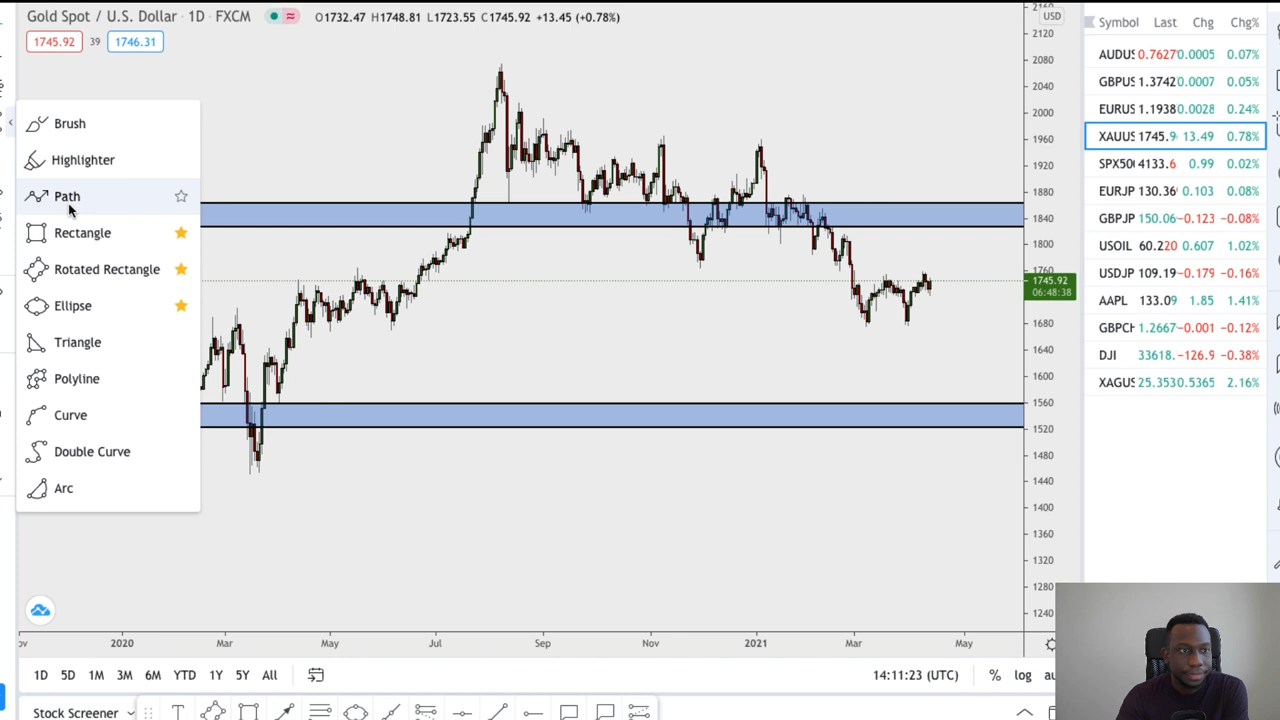 Gold Spot / U.S. Dollar · 1D · FXCM
O1732.47 H1748.81 L1723.55 C1745.92 +13.45 (+0.78%)
1745.92 39 1746.31
Brush
Highlighter
Path
Rectangle
Rotated Rectangle
Ellipse
Triangle
Polyline
Curve
Double Curve
Arc
USD
2120
2080
2040
2000
1960
1920
1880
1840
1800
1760
1745.92
06:48:38
1680
1640
1600
1560
1520
1480
1440
1400
1360
1320
1280
1240
2020 Mar May Jul Sep Nov 2021 Mar May
1D 5D 1M 3M 6M YTD 1Y 5Y All
14:11:23 (UTC) % log
Stock Screener
Symbol Last Chg Chg%
AUDUS 0.7627 0.0005 0.07%
GBPUS 1.3742 0.0007 0.05%
EURUS 1.1938 0.0028 0.24%
XAUUS 1745.9 13.49 0.78%
SPX500 4133.6 0.99 0.02%
EURJP 130.36 0.103 0.08%
GBPJP 150.06 −0.123 −0.08%
USOIL 60.220 0.607 1.02%
USDJP 109.19 −0.179 −0.16%
AAPL 133.09 1.85 1.41%
GBPCH 1.2667 −0.001 −0.12%
DJI 33618. −126.9 −0.38%
XAGUS 25.353 0.5365 2.16%